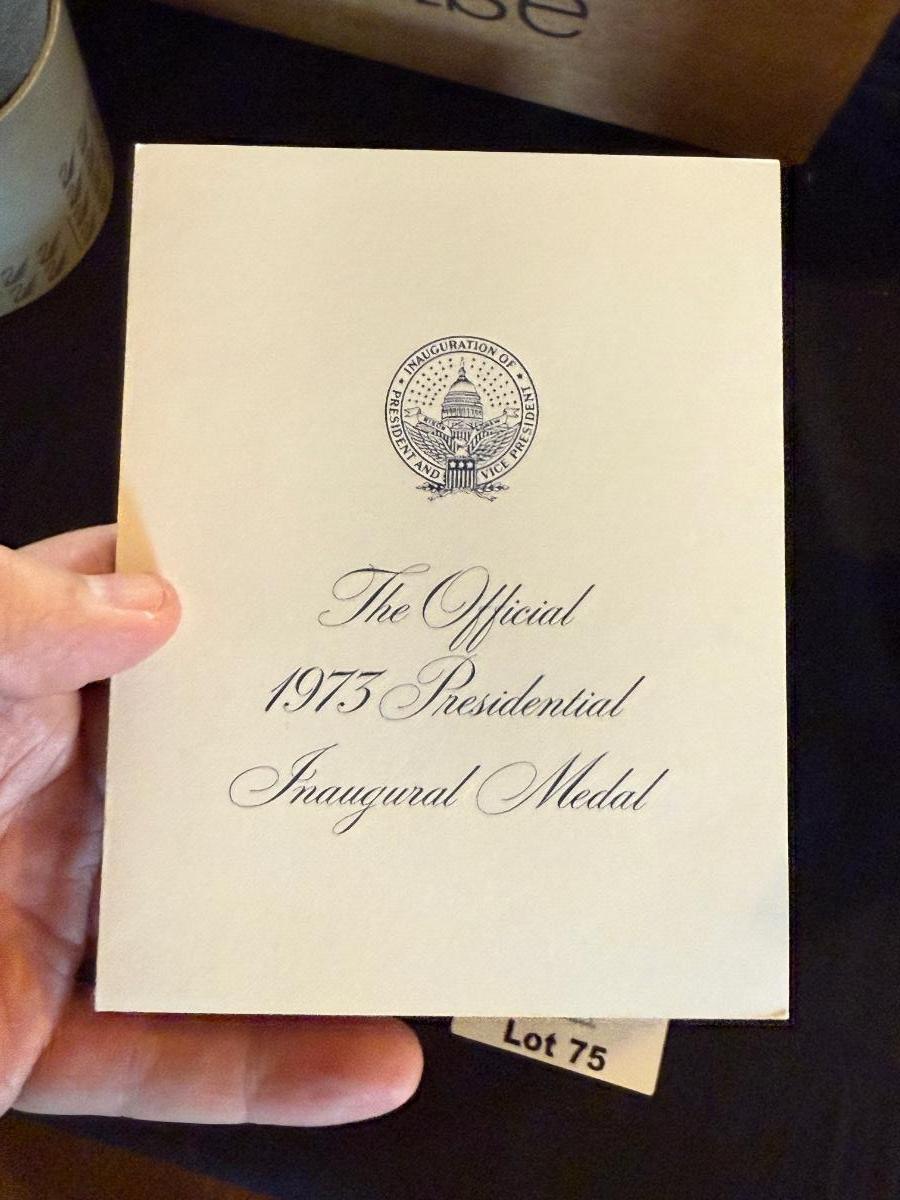 INAUGURATION OF
PRESIDENT AND
VICE PRESIDENT
The Official
1973 Presidential
Inaugural Medal
Lot 75